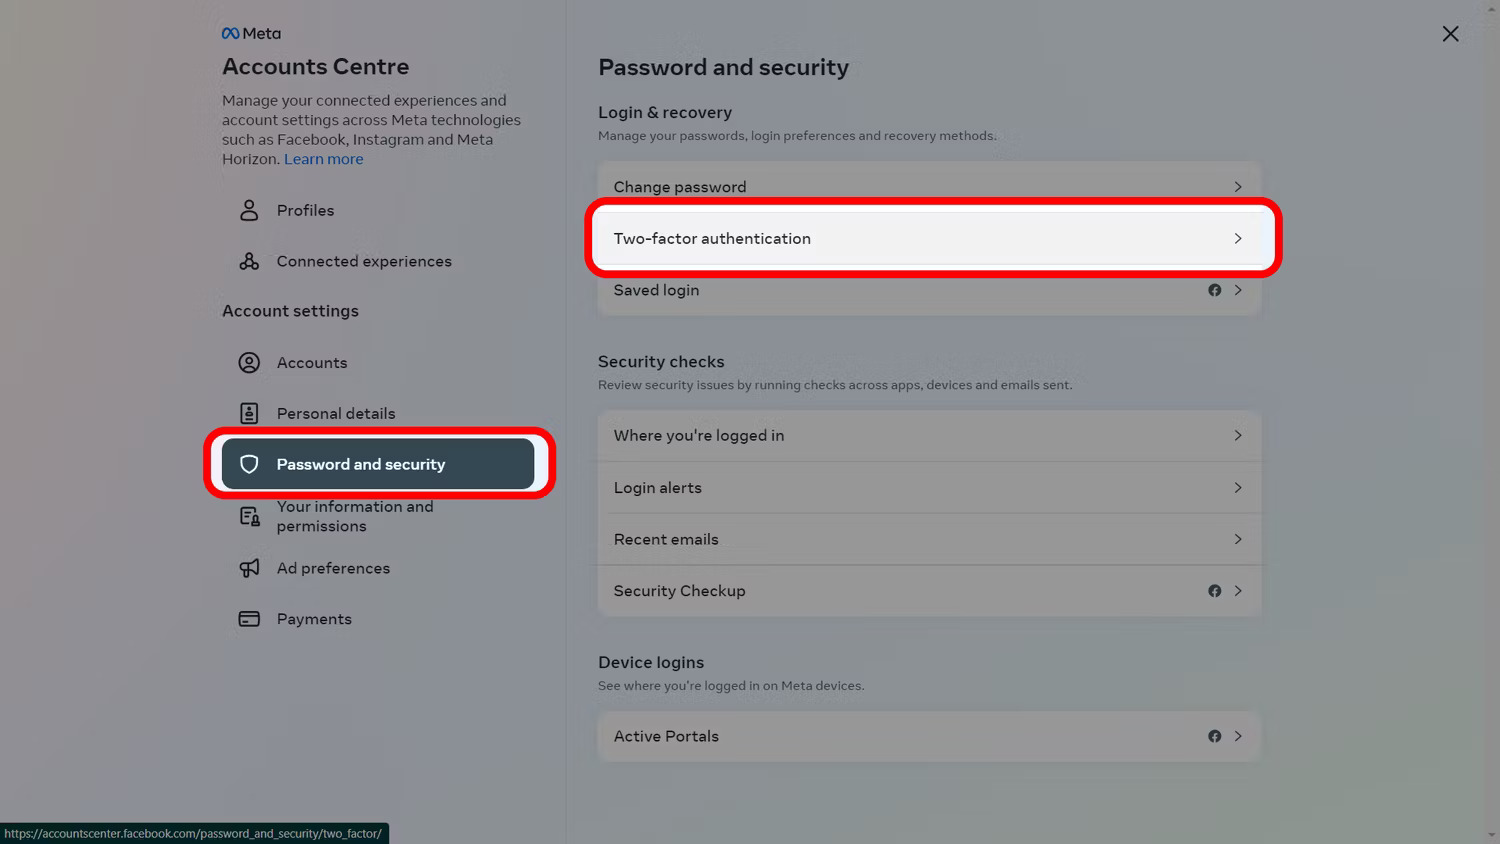 Meta
Accounts Centre
Manage your connected experiences and
account settings across Meta technologies
such as Facebook, Instagram and Meta
Horizon. Learn more
Profiles
Connected experiences
Account settings
Accounts
Personal details
Password and security
Your information and
permissions
Ad preferences
Payments
Password and security
Login & recovery
Manage your passwords, login preferences and recovery methods.
Change password
Two-factor authentication
Saved login
Security checks
Review security issues by running checks across apps, devices and emails sent.
Where you're logged in
Login alerts
Recent emails
Security Checkup
Device logins
See where you're logged in on Meta devices.
Active Portals
https://accountscenter.facebook.com/password_and_security/two_factor/